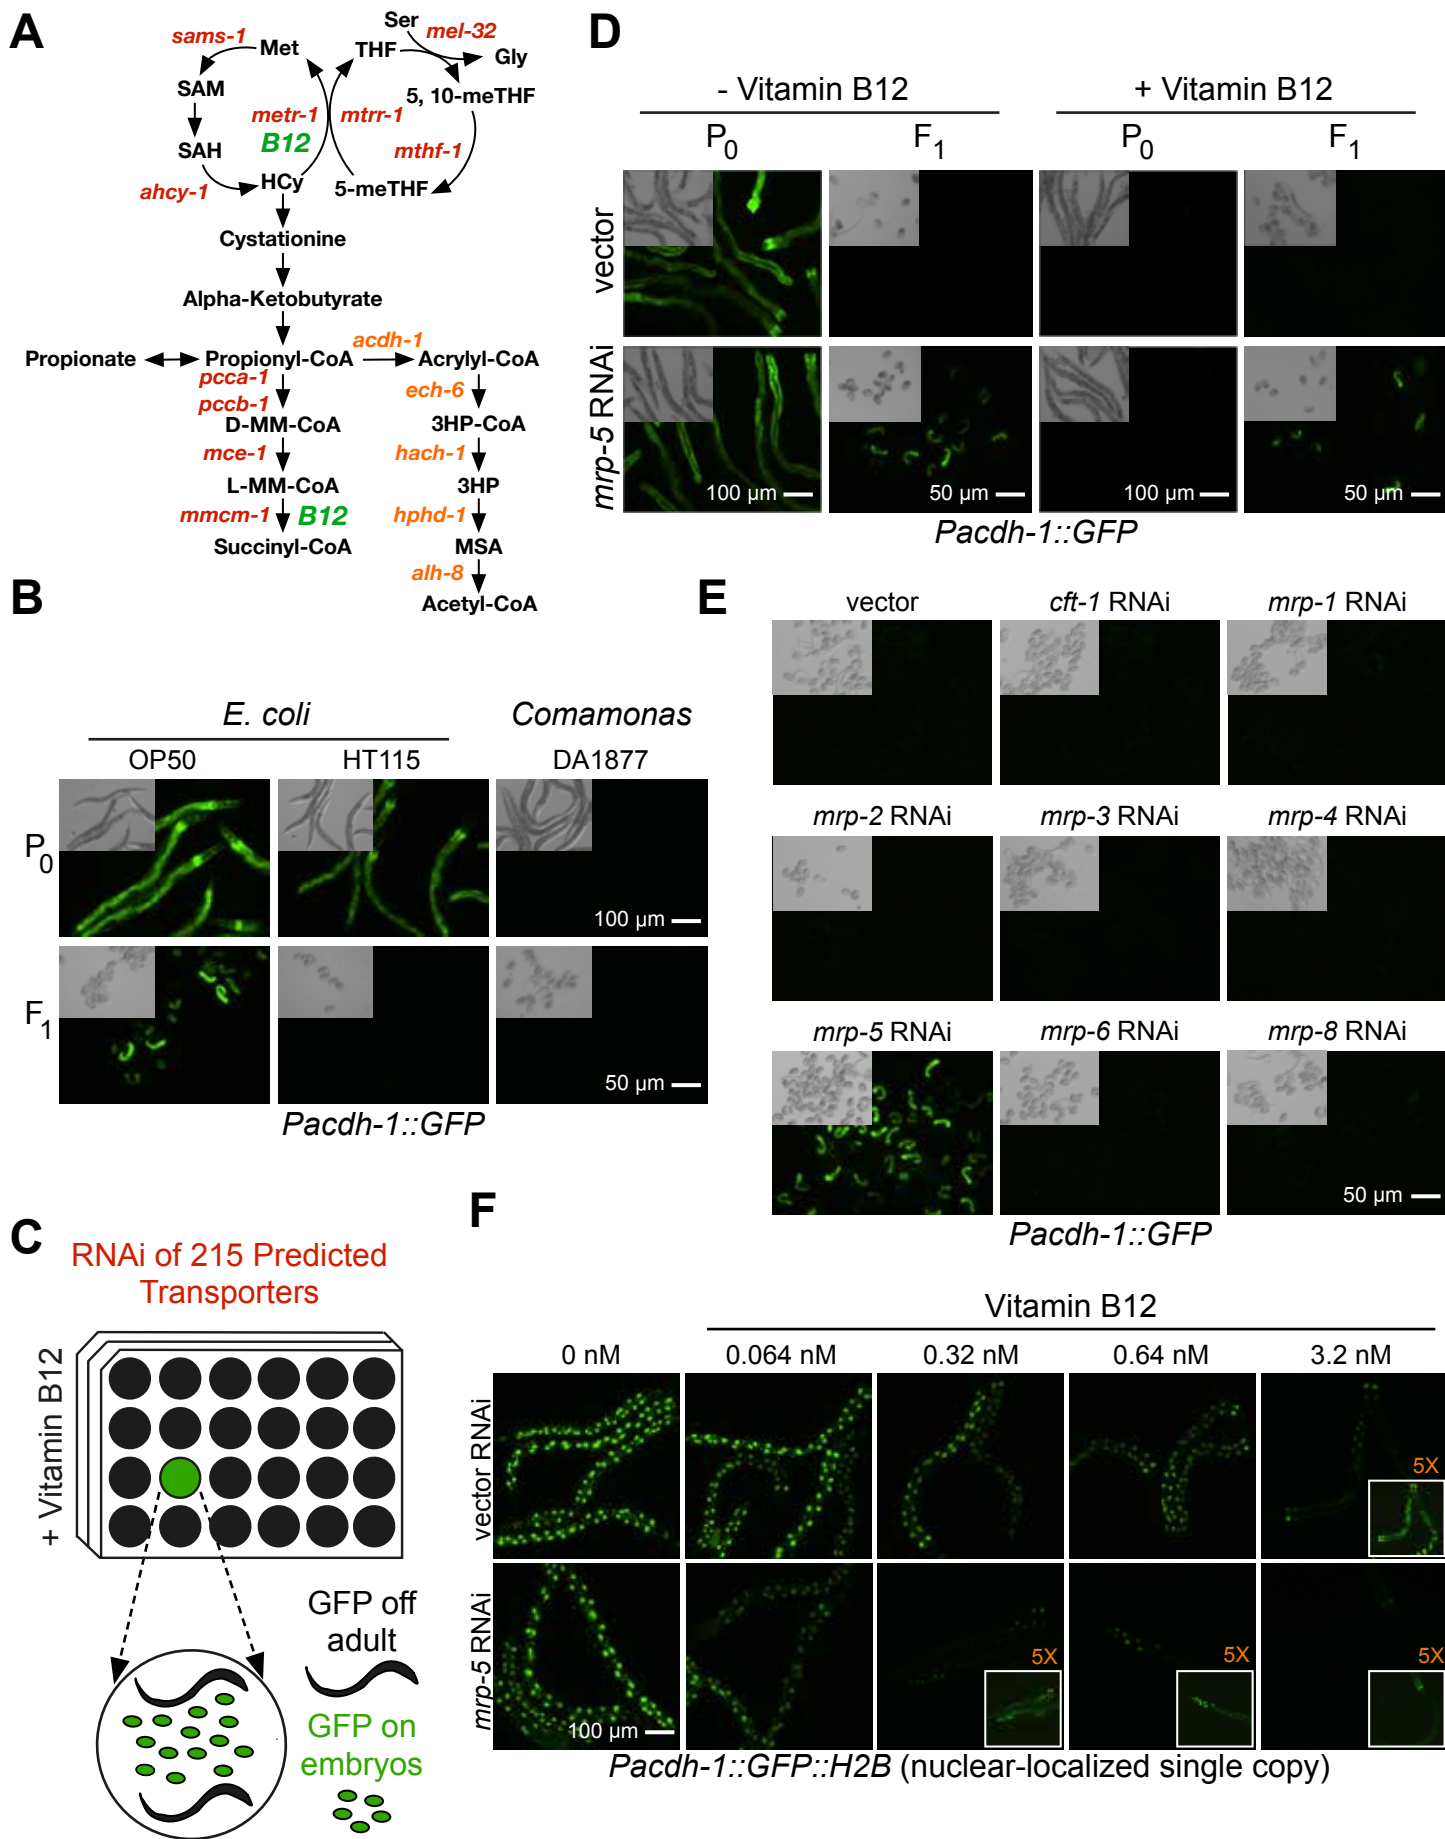 A
Ser
mel-32
sams-1
Met
THF
Gly
SAM
5, 10-meTHF
metr-1
mtrr-1
B12
SAH
mthf-1
ahcy-1
HCy
5-meTHF
Cystationine
Alpha-Ketobutyrate
acdh-1
Propionate
Propionyl-CoA
Acrylyl-CoA
pcca-1
pccb-1
ech-6
D-MM-CoA
3HP-CoA
mce-1
hach-1
L-MM-CoA
3HP
mmcm-1
B12
hphd-1
Succinyl-CoA
MSA
alh-8
Acetyl-CoA
B
E. coli
Comamonas
OP50
HT115
DA1877
P0
100 µm
F1
50 µm
Pacdh-1::GFP
C
RNAi of 215 Predicted
Transporters
+ Vitamin B12
GFP off
adult
GFP on
embryos
D
- Vitamin B12
+ Vitamin B12
P0
F1
P0
F1
vector
mrp-5 RNAi
100 µm
50 µm
100 µm
50 µm
Pacdh-1::GFP
E
vector
cft-1 RNAi
mrp-1 RNAi
mrp-2 RNAi
mrp-3 RNAi
mrp-4 RNAi
mrp-5 RNAi
mrp-6 RNAi
mrp-8 RNAi
50 µm
Pacdh-1::GFP
F
Vitamin B12
0 nM
0.064 nM
0.32 nM
0.64 nM
3.2 nM
vector RNAi
5X
mrp-5 RNAi
100 µm
5X
5X
5X
Pacdh-1::GFP::H2B (nuclear-localized single copy)